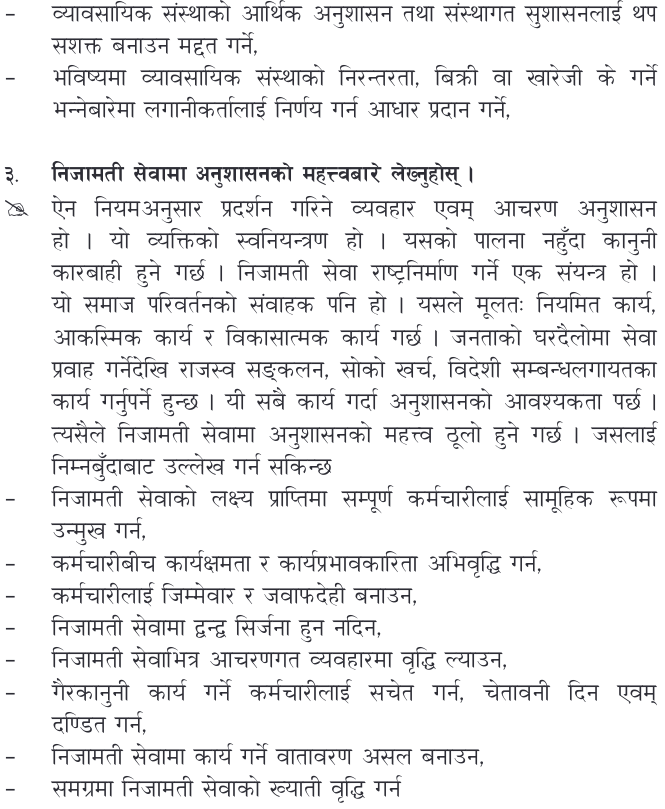 – व्यावसायिक संस्थाको आर्थिक अनुशासन तथा संस्थागत सुशासनलाई थप
सशक्त बनाउन मद्दत गर्ने,
– भविष्यमा व्यावसायिक संस्थाको निरन्तरता, बिक्री वा खारेजी के गर्ने
भन्नेबारेमा लगानीकर्तालाई निर्णय गर्न आधार प्रदान गर्ने,
३. निजामती सेवामा अनुशासनको महत्त्वबारे लेख्नुहोस् ।
ऐन नियमअनुसार प्रदर्शन गरिने व्यवहार एवम् आचरण अनुशासन
हो । यो व्यक्तिको स्वनियन्त्रण हो । यसको पालना नहुँदा कानुनी
कारबाही हुने गर्छ । निजामती सेवा राष्ट्रनिर्माण गर्ने एक संयन्त्र हो ।
यो समाज परिवर्तनको संवाहक पनि हो । यसले मूलतः नियमित कार्य,
आकस्मिक कार्य र विकासात्मक कार्य गर्छ । जनताको घरदैलोमा सेवा
प्रवाह गर्नेदेखि राजस्व सङ्कलन, सोको खर्च, विदेशी सम्बन्धलगायतका
कार्य गर्नुपर्ने हुन्छ । यी सबै कार्य गर्दा अनुशासनको आवश्यकता पर्छ ।
त्यसैले निजामती सेवामा अनुशासनको महत्त्व ठूलो हुने गर्छ । जसलाई
निम्नबुँदाबाट उल्लेख गर्न सकिन्छ
– निजामती सेवाको लक्ष्य प्राप्तिमा सम्पूर्ण कर्मचारीलाई सामूहिक रूपमा
उन्मुख गर्न,
– कर्मचारीबीच कार्यक्षमता र कार्यप्रभावकारिता अभिवृद्धि गर्न,
– कर्मचारीलाई जिम्मेवार र जवाफदेही बनाउन,
– निजामती सेवामा द्वन्द्व सिर्जना हुन नदिन,
– निजामती सेवाभित्र आचरणगत व्यवहारमा वृद्धि ल्याउन,
– गैरकानुनी कार्य गर्ने कर्मचारीलाई सचेत गर्न, चेतावनी दिन एवम्
दण्डित गर्न,
– निजामती सेवामा कार्य गर्ने वातावरण असल बनाउन,
– समग्रमा निजामती सेवाको ख्याती वृद्धि गर्न